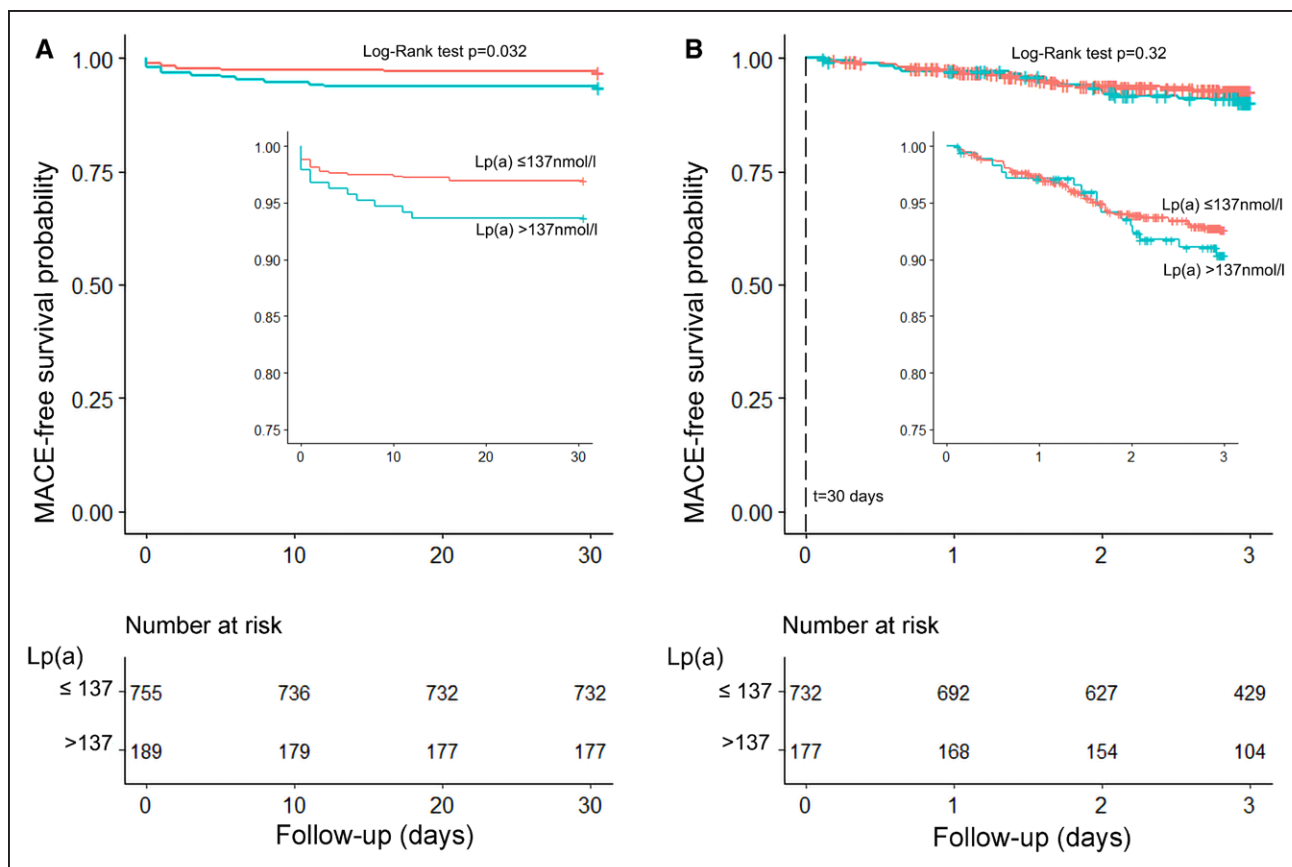 A
Log-Rank test p=0.032
MACE-free survival probability
1.00
0.75
0.50
0.25
0.00
1.00
0.95
0.90
0.85
0.80
0.75
Lp(a) ≤137nmol/l
Lp(a) >137nmol/l
0 10 20 30
0 10 20 30
Number at risk
Lp(a)
≤ 137 755 736 732 732
>137 189 179 177 177
0 10 20 30
Follow-up (days)
B
Log-Rank test p=0.32
MACE-free survival probability
1.00
0.75
0.50
0.25
0.00
1.00
0.95
0.90
0.85
0.80
0.75
Lp(a) ≤137nmol/l
Lp(a) >137nmol/l
0 1 2 3
t=30 days
0 1 2 3
Number at risk
Lp(a)
≤ 137 732 692 627 429
>137 177 168 154 104
0 1 2 3
Follow-up (days)